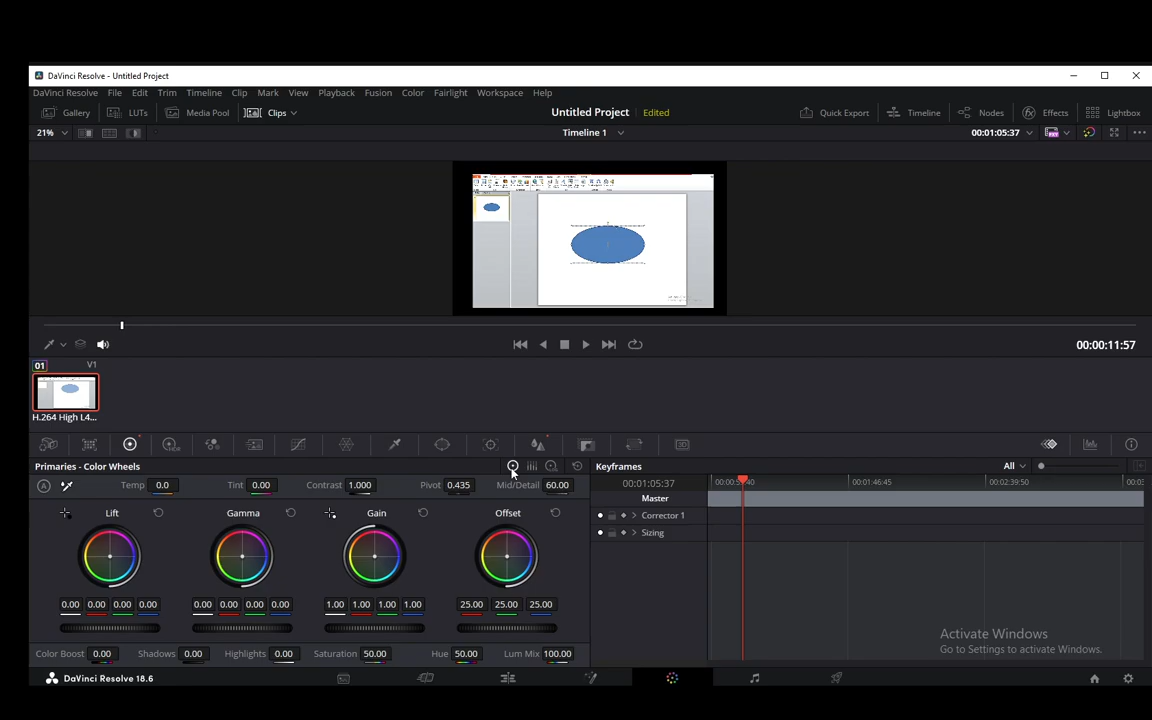 DaVinci Resolve - Untitled Project
DaVinci Resolve File Edit Trim Timeline Clip Mark View Playback Fusion Color Fairlight Workspace Help
Gallery LUTs Media Pool Clips Untitled Project Edited Quick Export Timeline Nodes Effects Lightbox
21% Timeline 1 00:01:05:37
00:00:11:57
01 V1
H.264 High L4...
Primaries - Color Wheels Keyframes All
Temp 0.0 Tint 0.00 Contrast 1.000 Pivot 0.435 Mid/Detail 60.00
00:01:05:37 00:01:46:45 00:02:39:50
Master
Lift Gamma Gain Offset
Corrector 1
Sizing
0.00 0.00 0.00 0.00 0.00 0.00 0.00 0.00 1.00 1.00 1.00 1.00 25.00 25.00 25.00
Activate Windows
Go to Settings to activate Windows.
Color Boost 0.00 Shadows 0.00 Highlights 0.00 Saturation 50.00 Hue 50.00 Lum Mix 100.00
DaVinci Resolve 18.6